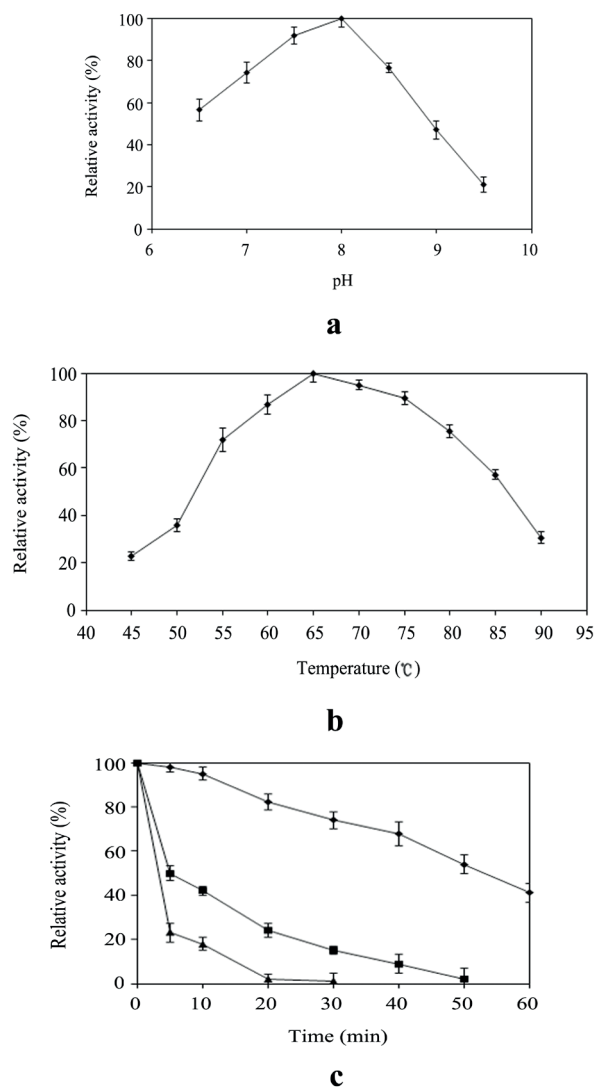 100
80
60
40
20
0
Relative activity (%)
6 7 8 9 10
pH
a
100
80
60
40
20
0
Relative activity (%)
40 45 50 55 60 65 70 75 80 85 90 95
Temperature (℃)
b
100
80
60
40
20
0
Relative activity (%)
0 10 20 30 40 50 60
Time (min)
c